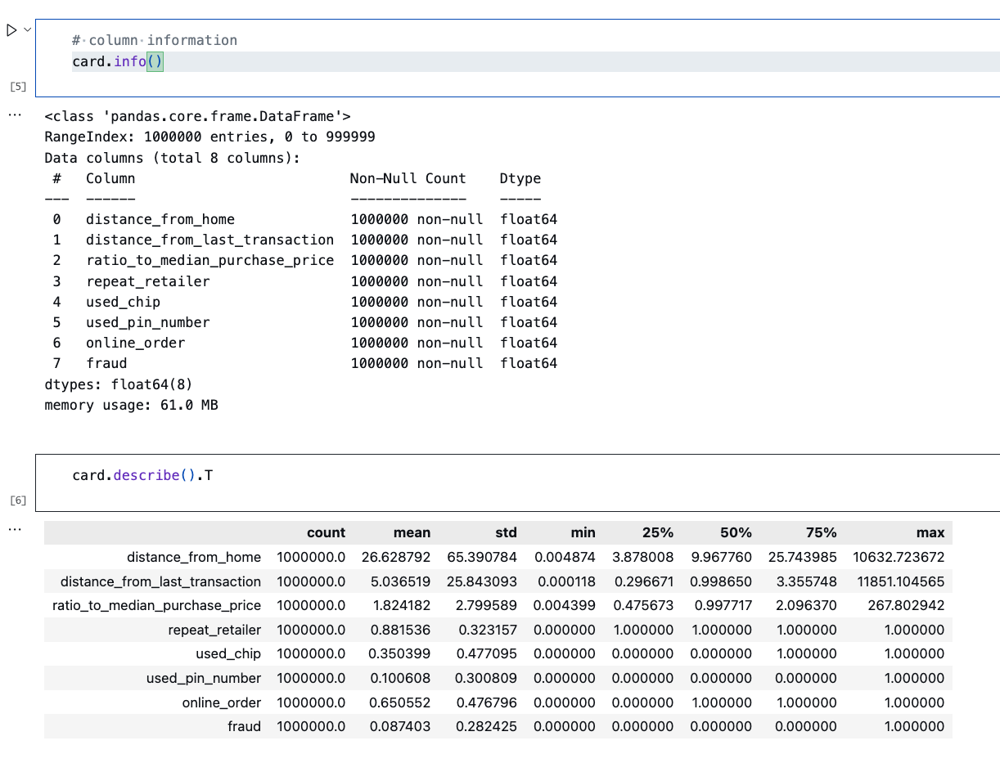 # column information
card.info()
[5]
...
<class 'pandas.core.frame.DataFrame'>
RangeIndex: 1000000 entries, 0 to 999999
Data columns (total 8 columns):
 #   Column                          Non-Null Count    Dtype
---  ------                          --------------    -----
 0   distance_from_home              1000000 non-null  float64
 1   distance_from_last_transaction  1000000 non-null  float64
 2   ratio_to_median_purchase_price  1000000 non-null  float64
 3   repeat_retailer                 1000000 non-null  float64
 4   used_chip                       1000000 non-null  float64
 5   used_pin_number                 1000000 non-null  float64
 6   online_order                    1000000 non-null  float64
 7   fraud                           1000000 non-null  float64
dtypes: float64(8)
memory usage: 61.0 MB
card.describe().T
[6]
...
count mean std min 25% 50% 75% max
distance_from_home 1000000.0 26.628792 65.390784 0.004874 3.878008 9.967760 25.743985 10632.723672
distance_from_last_transaction 1000000.0 5.036519 25.843093 0.000118 0.296671 0.998650 3.355748 11851.104565
ratio_to_median_purchase_price 1000000.0 1.824182 2.799589 0.004399 0.475673 0.997717 2.096370 267.802942
repeat_retailer 1000000.0 0.881536 0.323157 0.000000 1.000000 1.000000 1.000000 1.000000
used_chip 1000000.0 0.350399 0.477095 0.000000 0.000000 0.000000 1.000000 1.000000
used_pin_number 1000000.0 0.100608 0.300809 0.000000 0.000000 0.000000 0.000000 1.000000
online_order 1000000.0 0.650552 0.476796 0.000000 0.000000 1.000000 1.000000 1.000000
fraud 1000000.0 0.087403 0.282425 0.000000 0.000000 0.000000 0.000000 1.000000